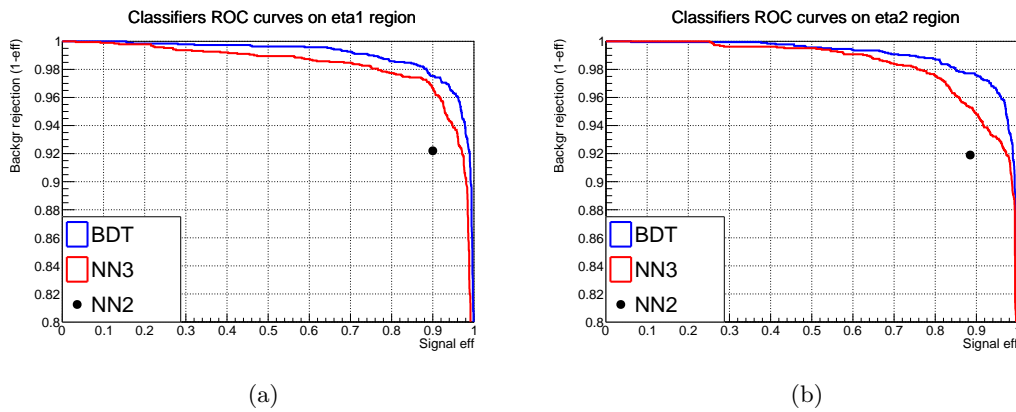 Classifiers ROC curves on eta1 region
Backgr rejection (1-eff)
1
0.98
0.96
0.94
0.92
0.9
0.88
0.86
0.84
0.82
0.8
BDT
NN3
NN2
0 0.1 0.2 0.3 0.4 0.5 0.6 0.7 0.8 0.9 1
Signal eff
(a)
Classifiers ROC curves on eta2 region
Backgr rejection (1-eff)
1
0.98
0.96
0.94
0.92
0.9
0.88
0.86
0.84
0.82
0.8
BDT
NN3
NN2
0 0.1 0.2 0.3 0.4 0.5 0.6 0.7 0.8 0.9 1
Signal eff
(b)